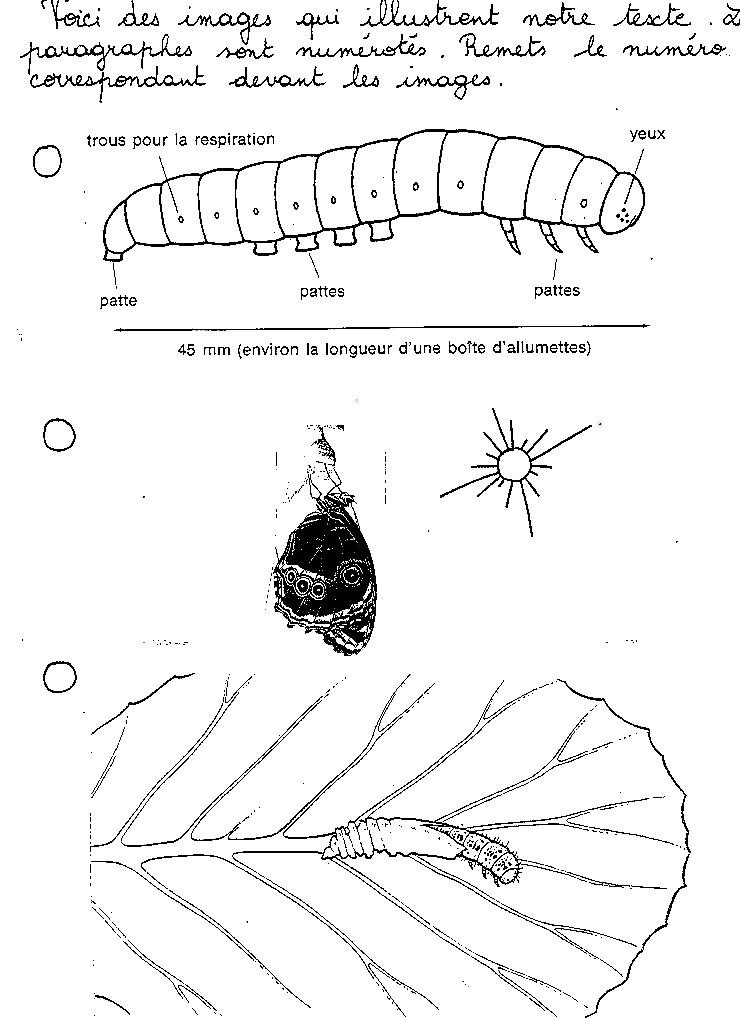 Voici des images qui illustrent notre texte.
paragraphes sont numérotés. Remets le numéro
correspondant devant les images.
trous pour la respiration
yeux
patte
pattes
pattes
45 mm (environ la longueur d'une boîte d'allumettes)